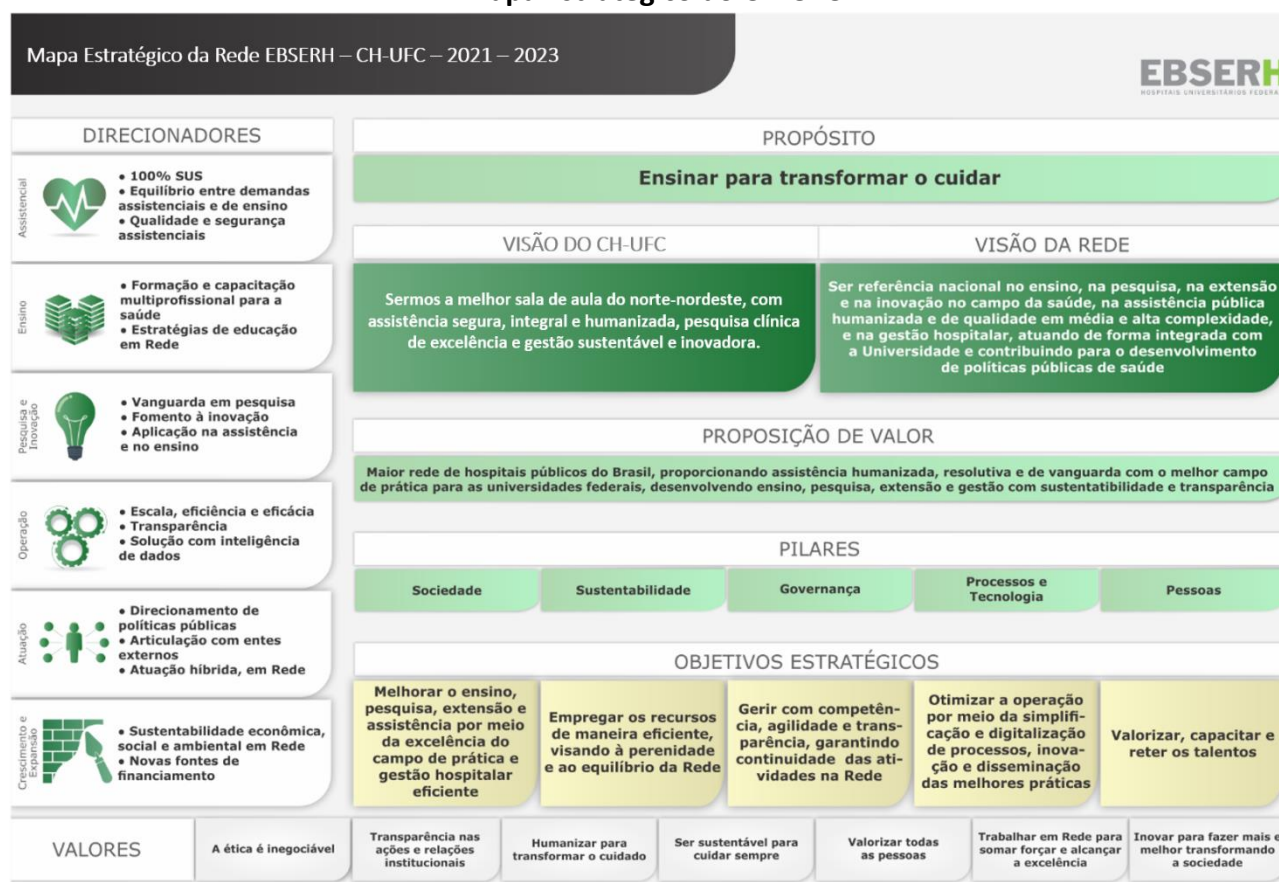 Mapa Estratégico da Rede EBSERH – CH-UFC – 2021 – 2023
EBSERH
HOSPITAIS UNIVERSITÁRIOS
DIRECIONADORES
Assistencial
• 100% SUS
• Equilíbrio entre demandas
assistenciais e de ensino
• Qualidade e segurança
assistenciais
Ensino
• Formação e capacitação
multiprofissional para a
saúde
• Estratégias de educação
em Rede
Pesquisa e
Inovação
• Vanguarda em pesquisa
• Fomento à inovação
• Aplicação na assistência
e no ensino
Operação
• Escala, eficiência e eficácia
• Transparência
• Solução com inteligência
de dados
Atuação
• Direcionamento de
políticas públicas
• Articulação com entes
externos
• Atuação híbrida, em Rede
Crescimento e
Expansão
• Sustentabilidade econômica,
social e ambiental em Rede
• Novas fontes de
financiamento
PROPÓSITO
Ensinar para transformar o cuidar
VISÃO DO CH-UFC
Sermos a melhor sala de aula do norte-nordeste, com
assistência segura, integral e humanizada, pesquisa clínica
de excelência e gestão sustentável e inovadora.
VISÃO DA REDE
Ser referência nacional no ensino, na pesquisa, na extensão
e na inovação no campo da saúde, na assistência pública
humanizada e de qualidade em média e alta complexidade,
e na gestão hospitalar, atuando de forma integrada com
a Universidade e contribuindo para o desenvolvimento
de políticas públicas de saúde
PROPOSIÇÃO DE VALOR
Maior rede de hospitais públicos do Brasil, proporcionando assistência humanizada, resolutiva e de vanguarda com o melhor campo
de prática para as universidades federais, desenvolvendo ensino, pesquisa, extensão e gestão com sustentatibilidade e transparência
PILARES
Sociedade
Sustentabilidade
Governança
Processos e
Tecnologia
Pessoas
OBJETIVOS ESTRATÉGICOS
Melhorar o ensino,
pesquisa, extensão e
assistência por meio
da excelência do
campo de prática e
gestão hospitalar
eficiente
Empregar os recursos
de maneira eficiente,
visando à perenidade
e ao equilíbrio da Rede
Gerir com competên-
cia, agilidade e trans-
parência, garantindo
continuidade das ati-
vidades na Rede
Otimizar a operação
por meio da simplifi-
cação e digitalização
de processos, inova-
ção e disseminação
das melhores práticas
Valorizar, capacitar e
reter os talentos
VALORES
A ética é inegociável
Transparência nas
ações e relações
institucionais
Humanizar para
transformar o cuidado
Ser sustentável para
cuidar sempre
Valorizar todas
as pessoas
Trabalhar em Rede para
somar forçar e alcançar
a excelência
Inovar para fazer mais e
melhor transformando
a sociedade